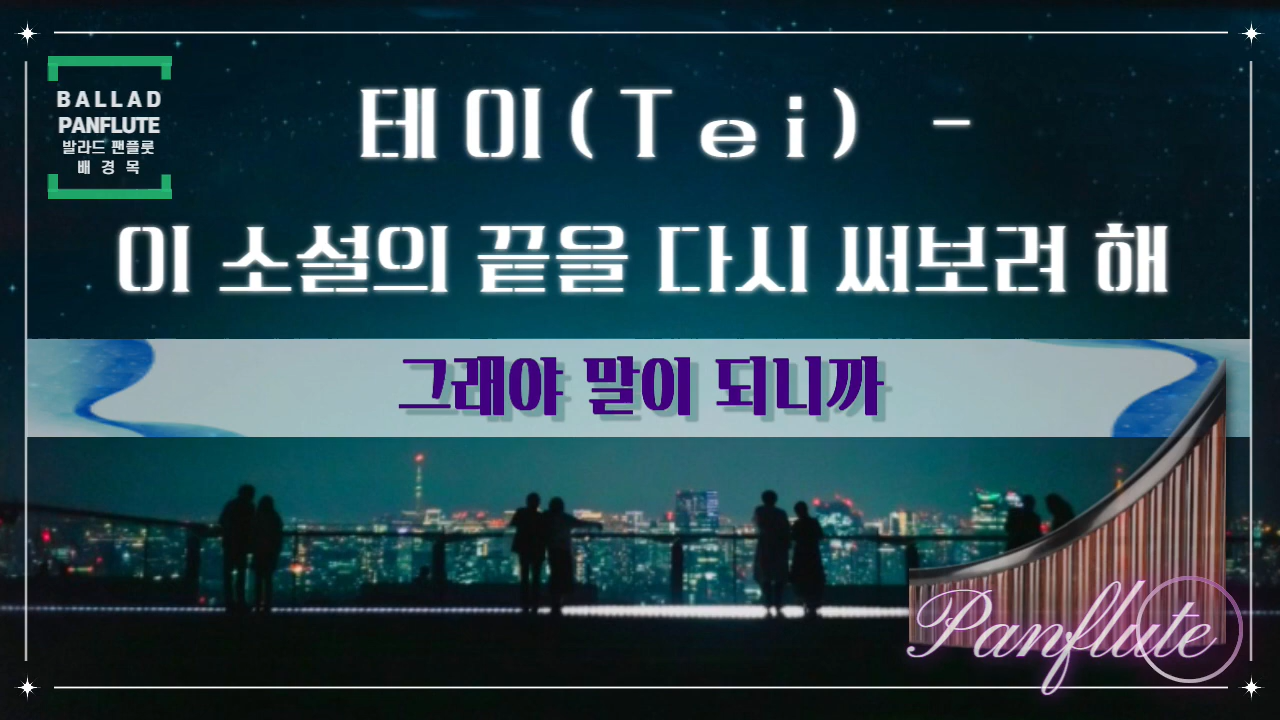 BALLAD
PANFLUTE
발라드 팬플룻
배 경 목
테이(Tei) -
이 소설의 끝을 다시 써보려 해
그래야 말이 되니까
Panflute